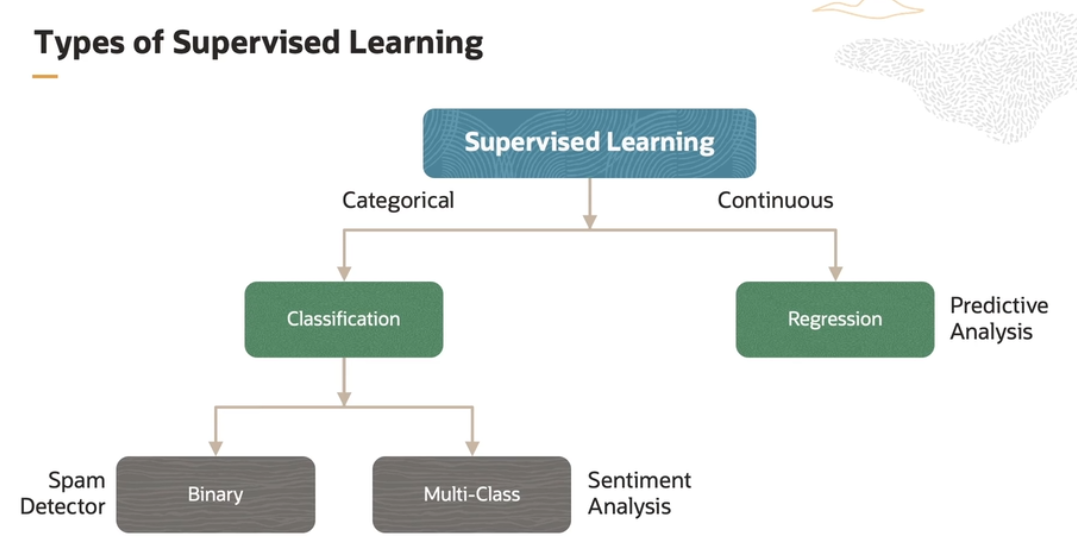 Types of Supervised Learning
Supervised Learning
Categorical
Continuous
Classification
Regression
Predictive
Analysis
Spam
Detector
Binary
Multi-Class
Sentiment
Analysis